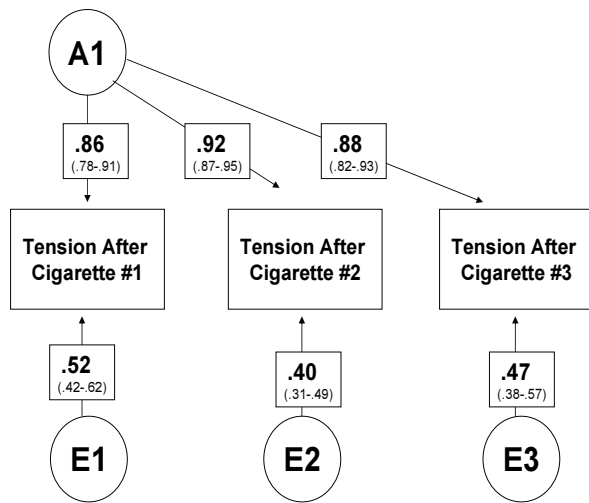 A1
.86
(.78-.91)
.92
(.87-.95)
.88
(.82-.93)
Tension After
Cigarette #1
Tension After
Cigarette #2
Tension After
Cigarette #3
.52
(.42-.62)
.40
(.31-.49)
.47
(.38-.57)
E1
E2
E3